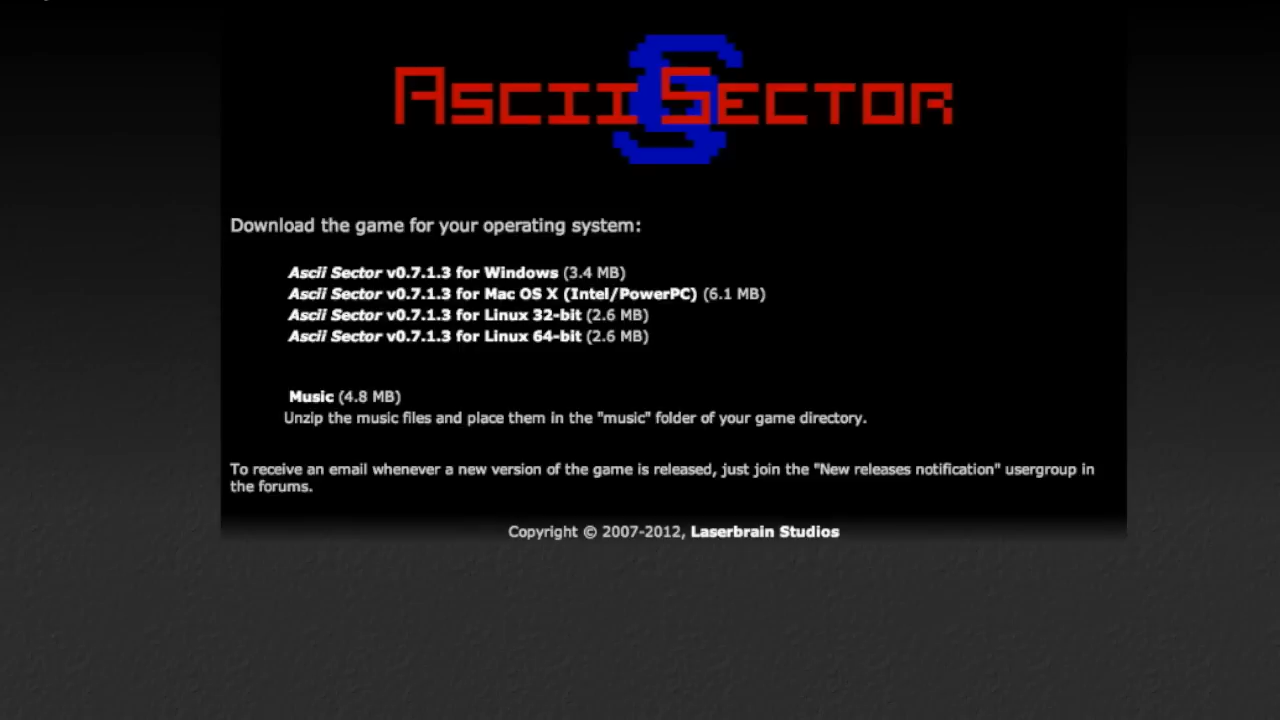 Ascii Sector
Download the game for your operating system:
Ascii Sector v0.7.1.3 for Windows (3.4 MB)
Ascii Sector v0.7.1.3 for Mac OS X (Intel/PowerPC) (6.1 MB)
Ascii Sector v0.7.1.3 for Linux 32-bit (2.6 MB)
Ascii Sector v0.7.1.3 for Linux 64-bit (2.6 MB)
Music (4.8 MB)
Unzip the music files and place them in the "music" folder of your game directory.
To receive an email whenever a new version of the game is released, just join the "New releases notification" usergroup in
the forums.
Copyright © 2007-2012, Laserbrain Studios